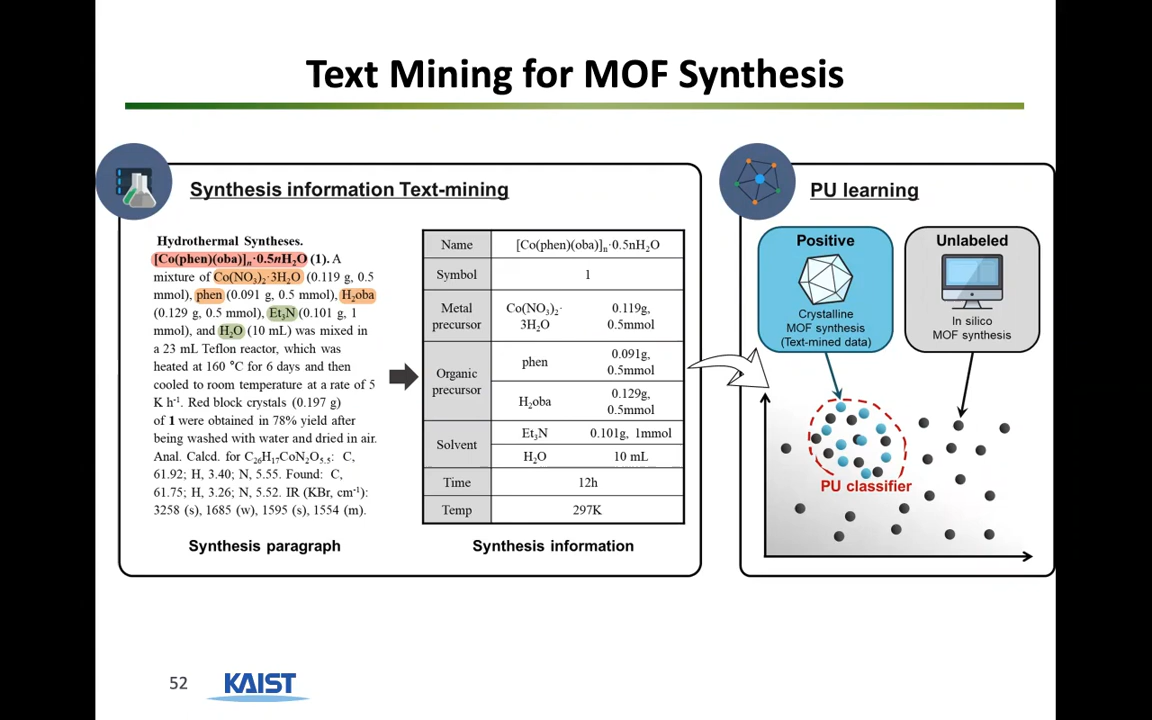 Text Mining for MOF Synthesis
Synthesis information Text-mining
Hydrothermal Syntheses.
[Co(phen)(oba)]ₙ·0.5nH₂O (1). A
mixture of Co(NO₃)₂·3H₂O (0.119 g, 0.5
mmol), phen (0.091 g, 0.5 mmol), H₂oba
(0.129 g, 0.5 mmol), Et₃N (0.101 g, 1
mmol), and H₂O (10 mL) was mixed in
a 23 mL Teflon reactor, which was
heated at 160 °C for 6 days and then
cooled to room temperature at a rate of 5
K h⁻¹. Red block crystals (0.197 g)
of 1 were obtained in 78% yield after
being washed with water and dried in air.
Anal. Calcd. for C₂₆H₁₇CoN₂O₅.₅: C,
61.92; H, 3.40; N, 5.55. Found: C,
61.75; H, 3.26; N, 5.52. IR (KBr, cm⁻¹):
3258 (s), 1685 (w), 1595 (s), 1554 (m).
Synthesis paragraph
Name [Co(phen)(oba)]ₙ·0.5nH₂O
Symbol 1
Metal
precursor
Co(NO₃)₂·
3H₂O
0.119g,
0.5mmol
Organic
precursor
phen
0.091g,
0.5mmol
H₂oba
0.129g,
0.5mmol
Solvent
Et₃N 0.101g, 1mmol
H₂O 10 mL
Time 12h
Temp 297K
Synthesis information
PU learning
Positive
Crystalline
MOF synthesis
(Text-mined data)
Unlabeled
In silico
MOF synthesis
PU classifier
52
KAIST